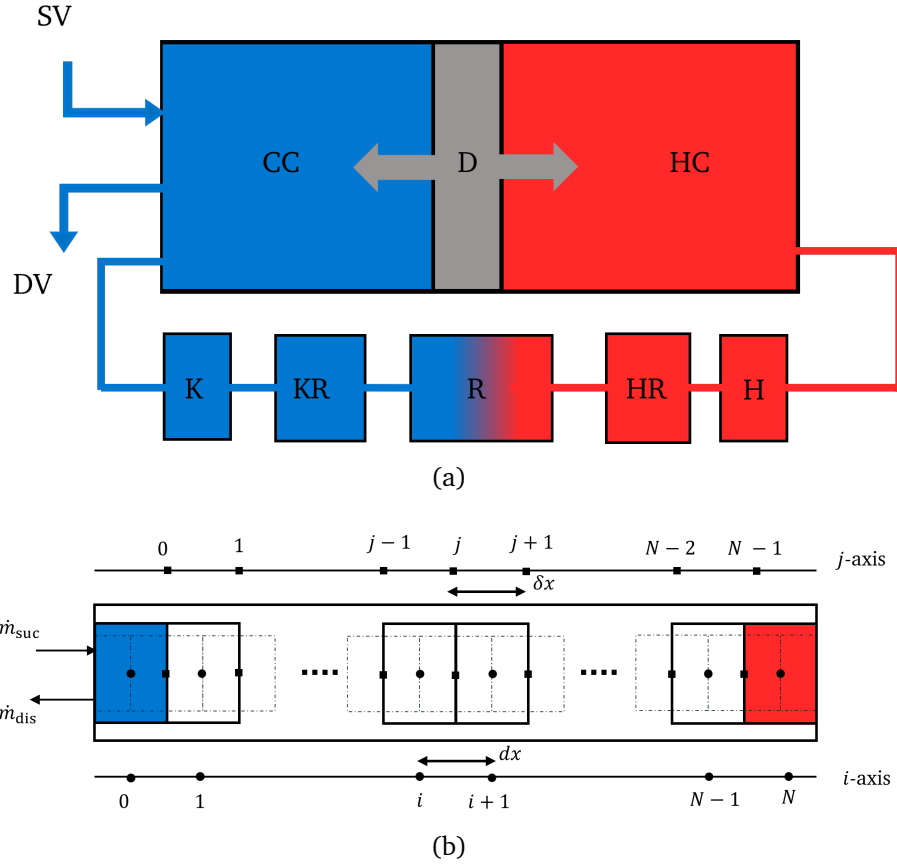 SV
CC D HC
DV
K KR R HR H
(a)
0 1 j − 1 j j + 1 N − 2 N − 1 j-axis
δx
ṁsuc
ṁdis
dx
0 1 i i + 1 N − 1 N i-axis
(b)